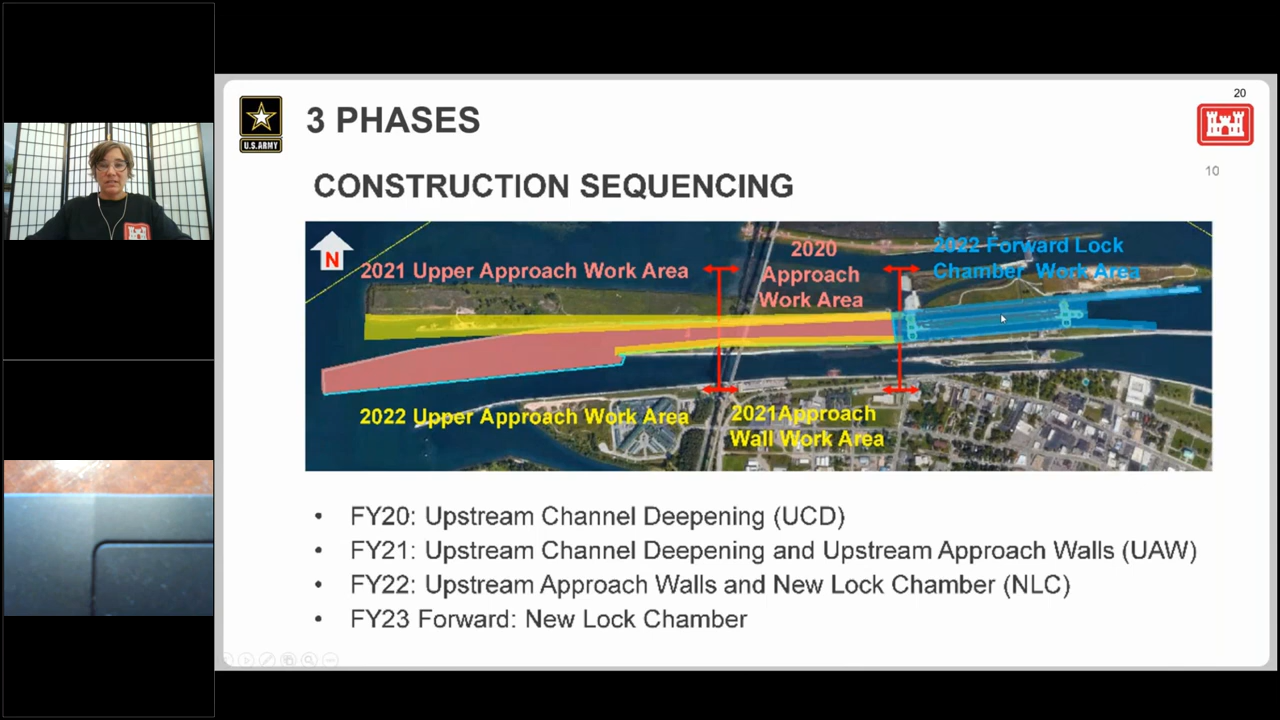 20
3 PHASES
U.S.ARMY
10
CONSTRUCTION SEQUENCING
N
2021 Upper Approach Work Area
2020
Approach
Work Area
2022 Forward Lock
Chamber Work Area
2022 Upper Approach Work Area
2021Approach
Wall Work Area
• FY20: Upstream Channel Deepening (UCD)
• FY21: Upstream Channel Deepening and Upstream Approach Walls (UAW)
• FY22: Upstream Approach Walls and New Lock Chamber (NLC)
• FY23 Forward: New Lock Chamber